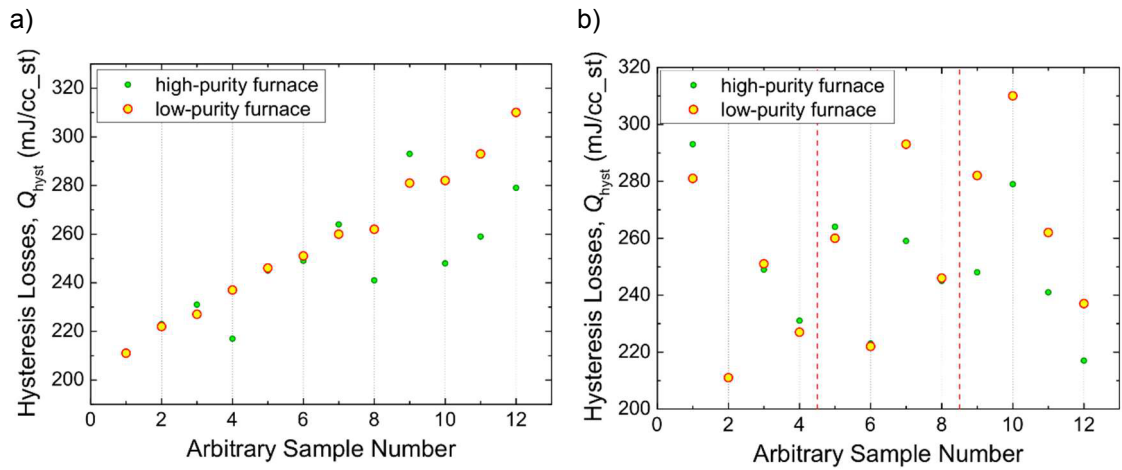 a)
high-purity furnace
low-purity furnace
Hysteresis Losses, Qhyst (mJ/cc_st)
320
300
280
260
240
220
200
0 2 4 6 8 10 12
Arbitrary Sample Number
b)
high-purity furnace
low-purity furnace
Hysteresis Losses, Qhyst (mJ/cc_st)
320
300
280
260
240
220
200
0 2 4 6 8 10 12
Arbitrary Sample Number